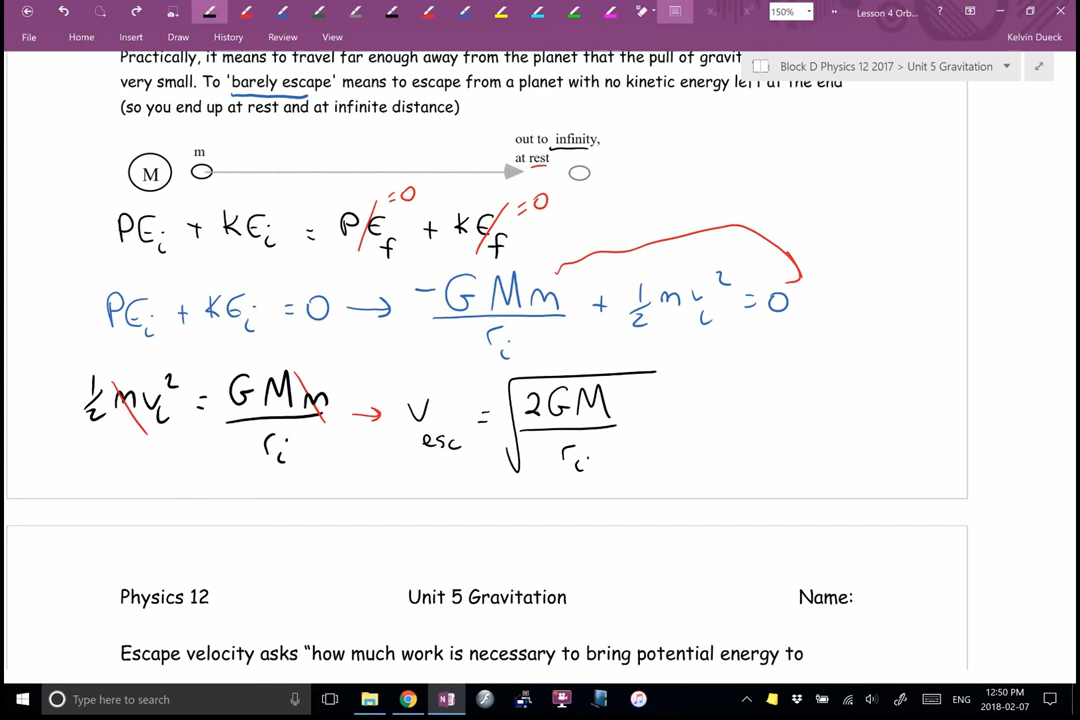 150%
Lesson 4 Orb...
File Home Insert Draw History Review View
Kelvin Dueck
Practically, it means to travel far enough away from the planet that the pull of gravit
Block D Physics 12 2017 > Unit 5 Gravitation
very small. To 'barely escape' means to escape from a planet with no kinetic energy left at the end
(so you end up at rest and at infinite distance)
out to infinity,
at rest
m
M
=0 =0
PEi + KEi = PEf + KEf
PEi + KEi = 0 → -GMm/ri + 1/2 mvi² = 0
1/2 mvi² = GMm/ri → vesc = √(2GM/ri)
Physics 12 Unit 5 Gravitation Name:
Escape velocity asks "how much work is necessary to bring potential energy to
Type here to search
ENG
12:50 PM
2018-02-07